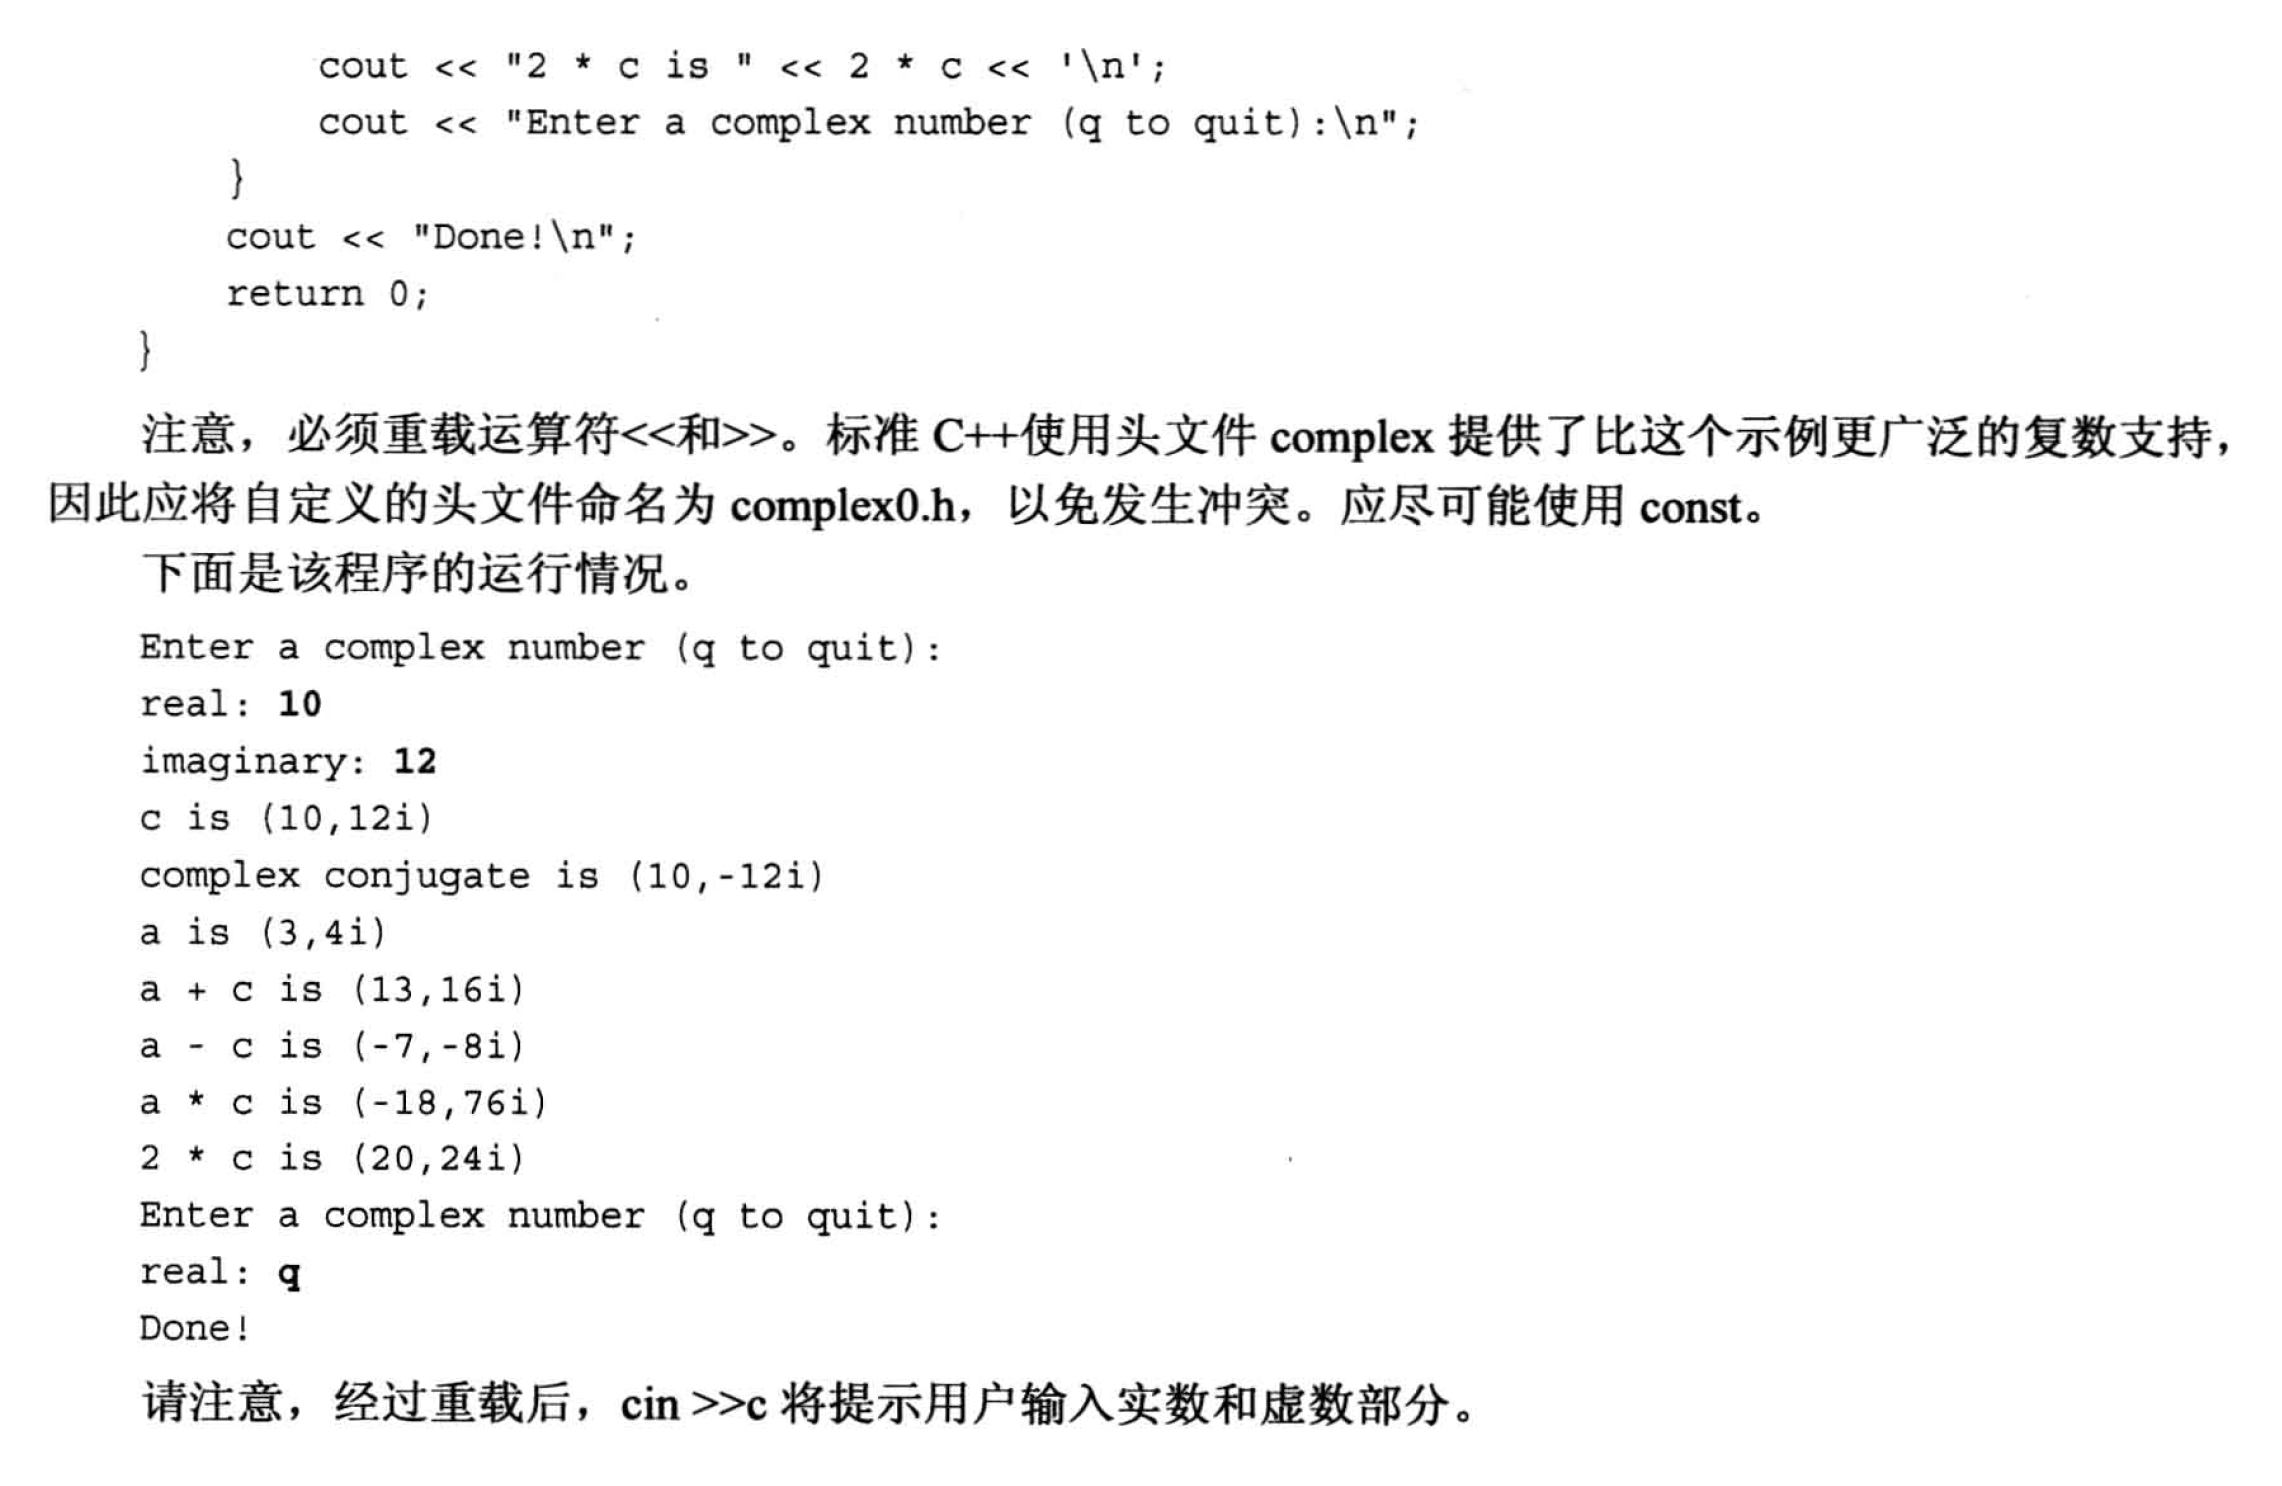 cout << "2 * c is " << 2 * c << '\n';
cout << "Enter a complex number (q to quit):\n";
}
cout << "Done!\n";
return 0;
}
注意，必须重载运算符<<和>>。标准 C++使用头文件 complex 提供了比这个示例更广泛的复数支持，
因此应将自定义的头文件命名为 complex0.h，以免发生冲突。应尽可能使用 const。
下面是该程序的运行情况。
Enter a complex number (q to quit):
real: 10
imaginary: 12
c is (10,12i)
complex conjugate is (10,-12i)
a is (3,4i)
a + c is (13,16i)
a - c is (-7,-8i)
a * c is (-18,76i)
2 * c is (20,24i)
Enter a complex number (q to quit):
real: q
Done!
请注意，经过重载后，cin >>c 将提示用户输入实数和虚数部分。